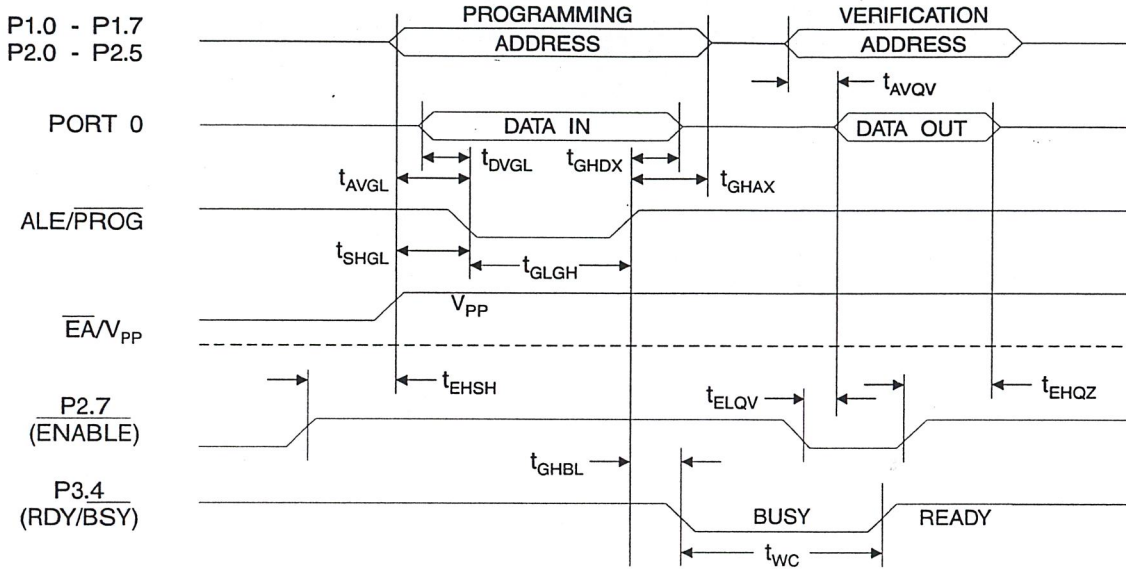 PROGRAMMING VERIFICATION
P1.0 - P1.7
P2.0 - P2.5
ADDRESS ADDRESS
tAVQV
PORT 0 DATA IN DATA OUT
tDVGL tGHDX
tAVGL tGHAX
ALE/PROG
tSHGL tGLGH
VPP
EA/VPP
tEHSH
tELQV tEHQZ
P2.7
(ENABLE)
tGHBL
P3.4
(RDY/BSY) BUSY READY
tWC